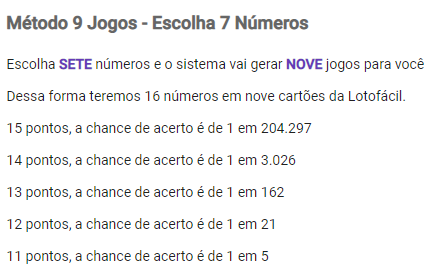 Método 9 Jogos - Escolha 7 Números
Escolha SETE números e o sistema vai gerar NOVE jogos para você
Dessa forma teremos 16 números em nove cartões da Lotofácil.
15 pontos, a chance de acerto é de 1 em 204.297
14 pontos, a chance de acerto é de 1 em 3.026
13 pontos, a chance de acerto é de 1 em 162
12 pontos, a chance de acerto é de 1 em 21
11 pontos, a chance de acerto é de 1 em 5